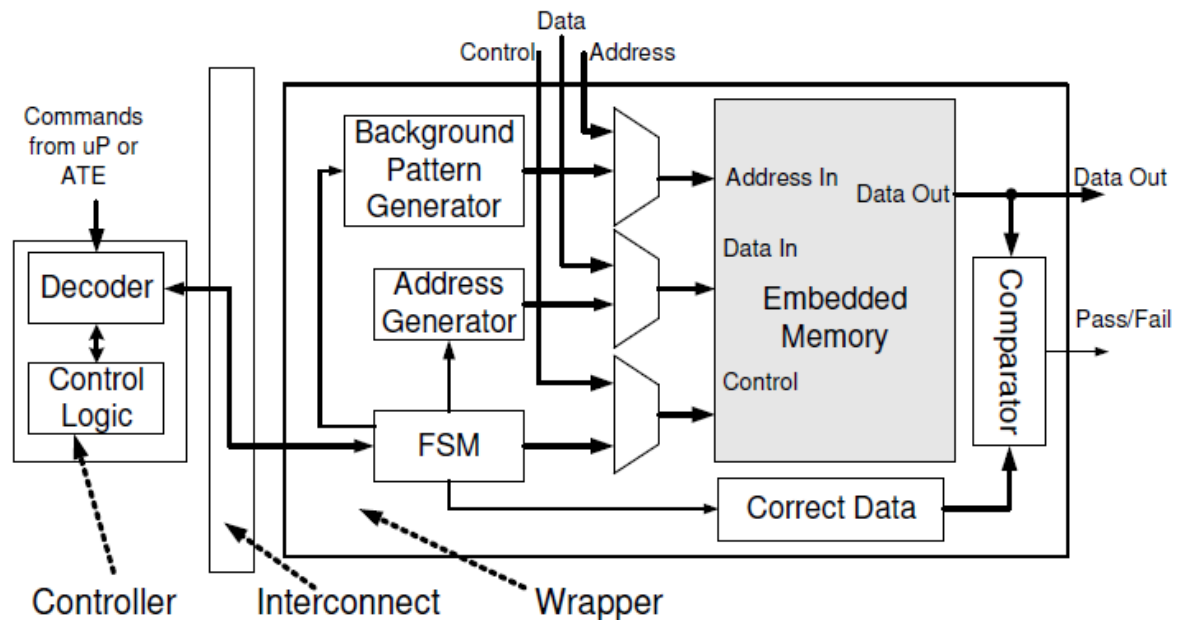 Data
Control
Address
Commands
from uP or
ATE
Decoder
Control
Logic
Background
Pattern
Generator
Address
Generator
FSM
Address In
Data Out
Data In
Embedded
Memory
Control
Correct Data
Comparator
Data Out
Pass/Fail
Controller
Interconnect
Wrapper